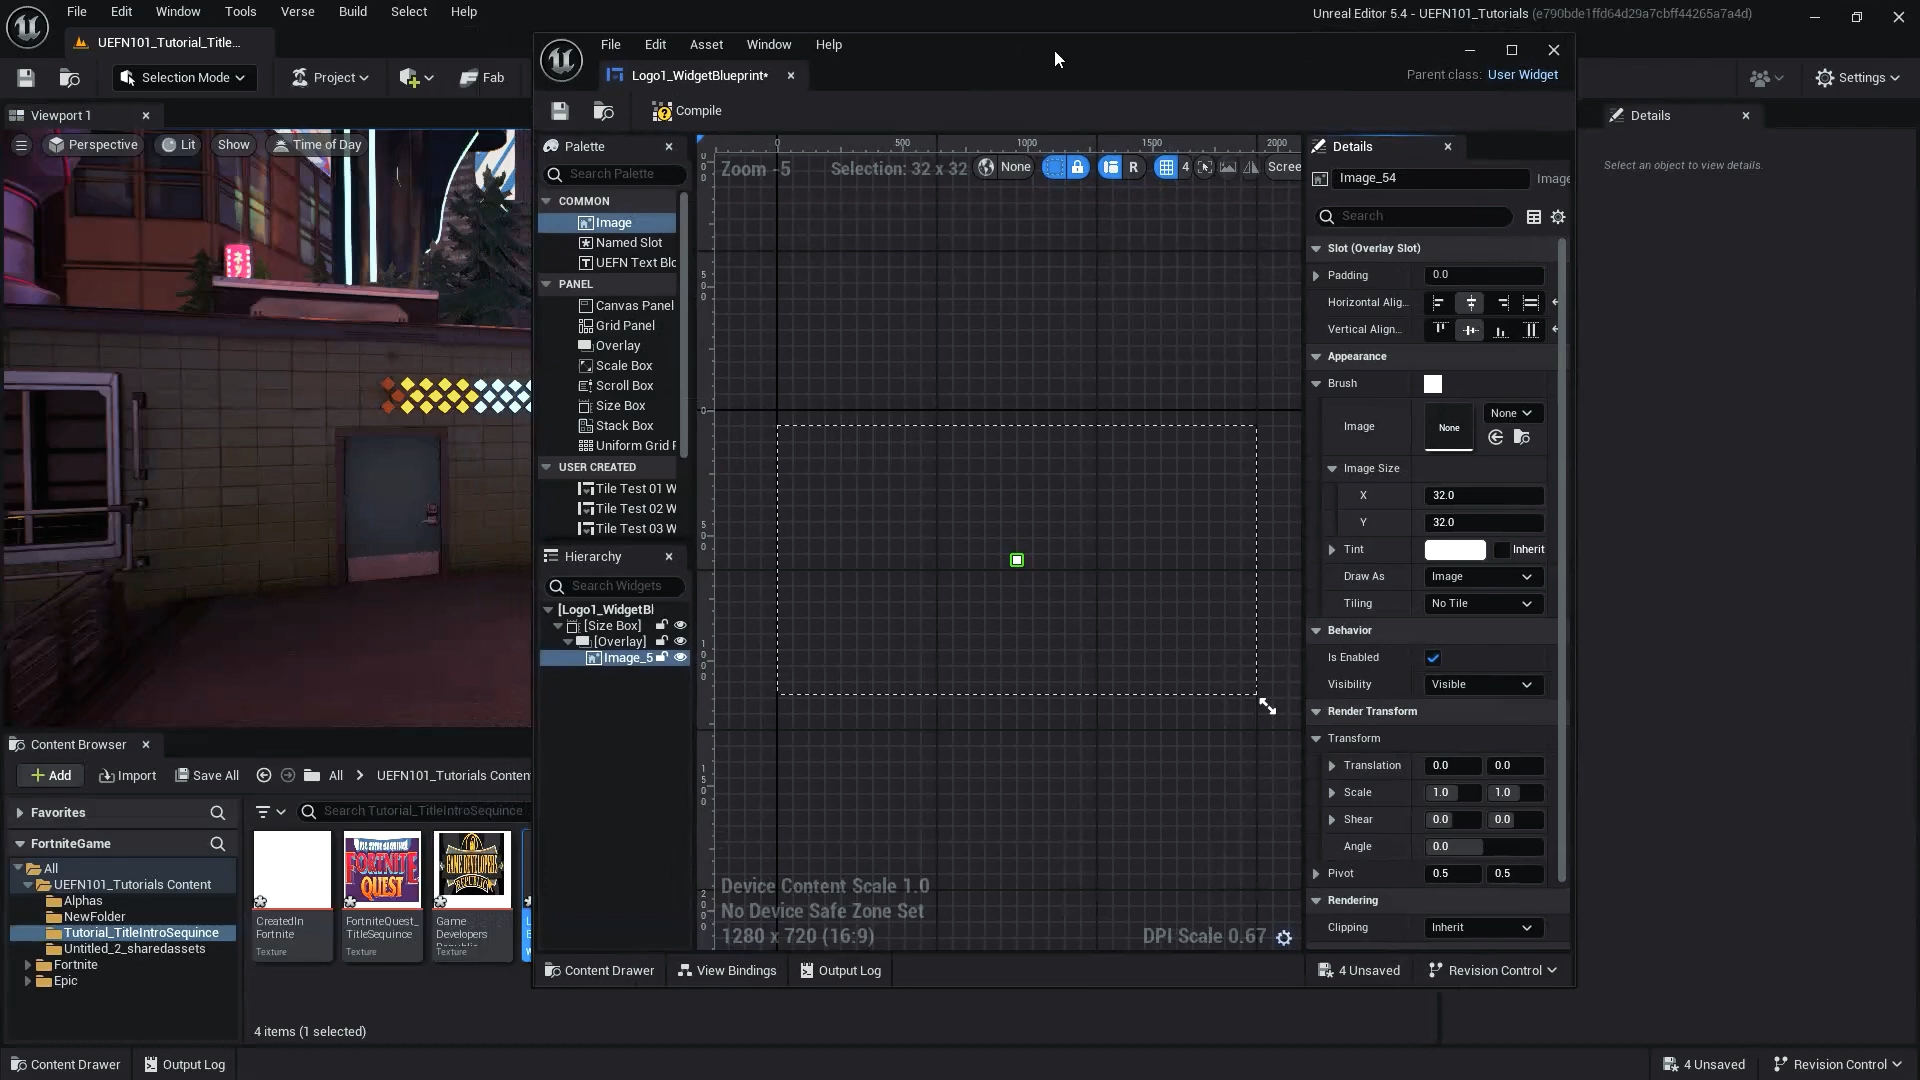 File Edit Window Tools Verse Build Select Help
Unreal Editor 5.4 - UEFN101_Tutorials (e790bde1ffd64d29a7cbff44265a7a4d)
UEFN101_Tutorial_Title...
Selection Mode Project Fab
Settings
File Edit Asset Window Help
Logo1_WidgetBlueprint*
Parent class: User Widget
Compile
Viewport 1
Perspective Lit Show Time of Day
Palette
Search Palette
COMMON
Image
Named Slot
UEFN Text Blo
PANEL
Canvas Panel
Grid Panel
Overlay
Scale Box
Scroll Box
Size Box
Stack Box
Uniform Grid P
USER CREATED
Tile Test 01 W
Tile Test 02 W
Tile Test 03 W
Hierarchy
Search Widgets
[Logo1_WidgetBl
[Size Box]
[Overlay]
Image_5
0 500 1000 1500 2000
Zoom -5
Selection: 32 x 32
None R 4 Scree
Device Content Scale 1.0
No Device Safe Zone Set
1280 x 720 (16:9)
DPI Scale 0.67
Details
Image_54 Image
Search
Slot (Overlay Slot)
Padding 0.0
Horizontal Alig...
Vertical Align...
Appearance
Brush
Image None None
Image Size
X 32.0
Y 32.0
Tint Inherit
Draw As Image
Tiling No Tile
Behavior
Is Enabled
Visibility Visible
Render Transform
Transform
Translation 0.0 0.0
Scale 1.0 1.0
Shear 0.0 0.0
Angle 0.0
Pivot 0.5 0.5
Rendering
Clipping Inherit
Content Drawer View Bindings Output Log
4 Unsaved Revision Control
Details
Select an object to view details.
Content Browser
Add Import Save All All UEFN101_Tutorials Conten
Favorites
Search Tutorial_TitleIntroSequince
FortniteGame
All
UEFN101_Tutorials Content
Alphas
NewFolder
Tutorial_TitleIntroSequince
Untitled_2_sharedassets
Fortnite
Epic
FORTNITE
QUEST
GAME DEVELOPERS
REPUBLIC
CreatedIn
Fortnite
Texture
FortniteQuest_
TitleSequince
Texture
Game
Developers
Texture
4 items (1 selected)
Content Drawer Output Log
4 Unsaved Revision Control